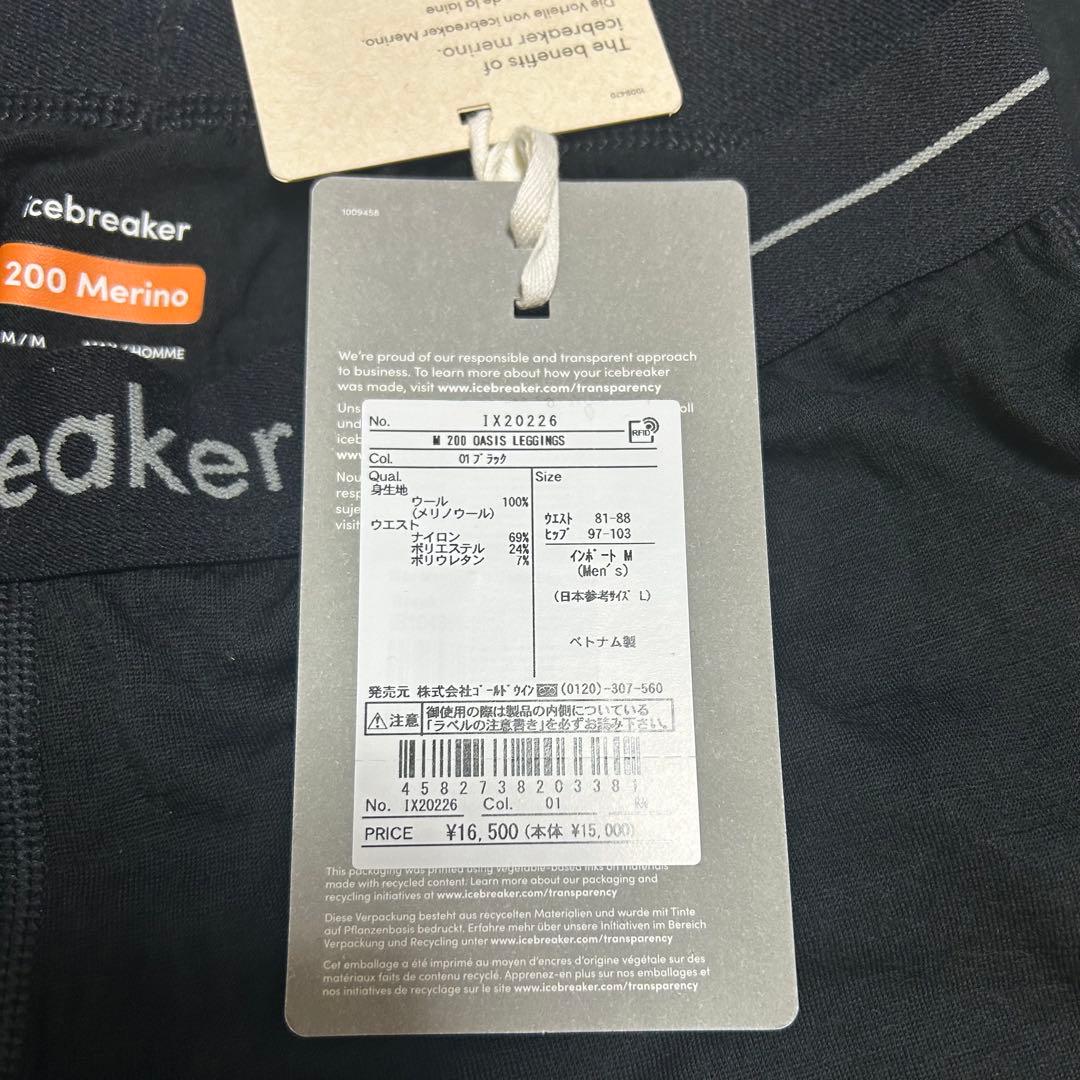 de la laine
Die Vorteile von icebreaker Merino.
The benefits of
icebreaker merino.
1009470
icebreaker
200 Merino
M/M
/HOMME
eaker
1009458
We're proud of our responsible and transparent approach
to business. To learn more about how your icebreaker
was made, visit www.icebreaker.com/transparency
No. IX20226
RFID
M 200 OASIS LEGGINGS
Col. 01ブラック
Qual.
身生地
ウール 100%
(メリノウール)
ウエスト
ナイロン 69%
ポリエステル 24%
ポリウレタン 7%
Size
ウエスト 81-88
ヒップ 97-103
インポート M
(Men's)
(日本参考サイズ L)
ベトナム製
発売元 株式会社ゴールドウイン (0120)-307-560
注意 御使用の際は製品の内側についている
「ラベルの注意書き」を必ずお読み下さい。
4582738203381
No. IX20226 Col. 01
PRICE ¥16,500 (本体 ¥15,000)
This packaging was printed using vegetable-based inks on materials
made with recycled content. Learn more about our packaging and
recycling initiatives at www.icebreaker.com/transparency
Diese Verpackung besteht aus recycelten Materialien und wurde mit Tinte
auf Pflanzenbasis bedruckt. Erfahre mehr über unsere Initiativen im Bereich
Verpackung und Recycling unter www.icebreaker.com/transparency
Cet emballage a été imprimé au moyen d'encres d'origine végétale sur des
matériaux faits de contenu recyclé. Apprenez-en plus sur nos emballages et
nos initiatives de recyclage sur le site www.icebreaker.com/transparency